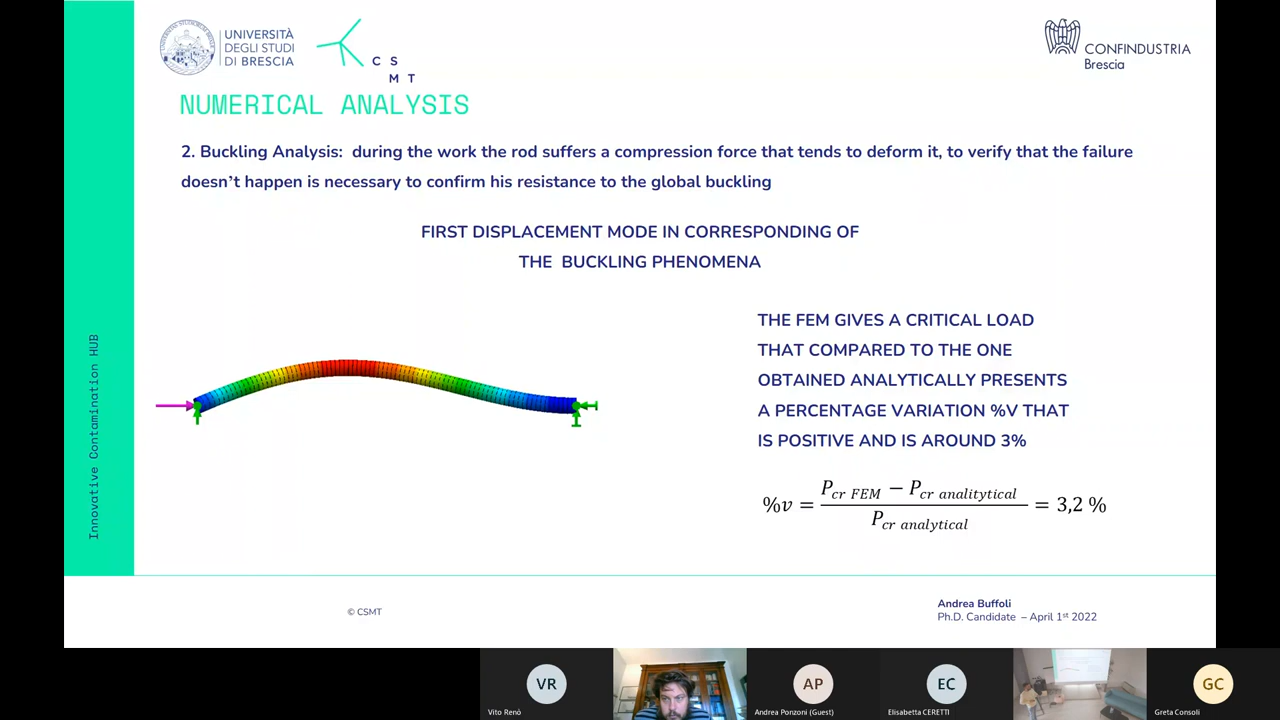 UNIVERSITÀ
DEGLI STUDI
DI BRESCIA
C S
M T
CONFINDUSTRIA
Brescia
NUMERICAL ANALYSIS
2. Buckling Analysis: during the work the rod suffers a compression force that tends to deform it, to verify that the failure
doesn't happen is necessary to confirm his resistance to the global buckling
FIRST DISPLACEMENT MODE IN CORRESPONDING OF
THE BUCKLING PHENOMENA
THE FEM GIVES A CRITICAL LOAD
THAT COMPARED TO THE ONE
OBTAINED ANALYTICALLY PRESENTS
A PERCENTAGE VARIATION %V THAT
IS POSITIVE AND IS AROUND 3%
%v = (P cr FEM − P cr analitytical) / P cr analytical = 3,2 %
Innovative Contamination HUB
© CSMT
Andrea Buffoli
Ph.D. Candidate – April 1st 2022
VR
Vito Renò
AP
Andrea Ponzoni (Guest)
EC
Elisabetta CERETTI
GC
Greta Consoli